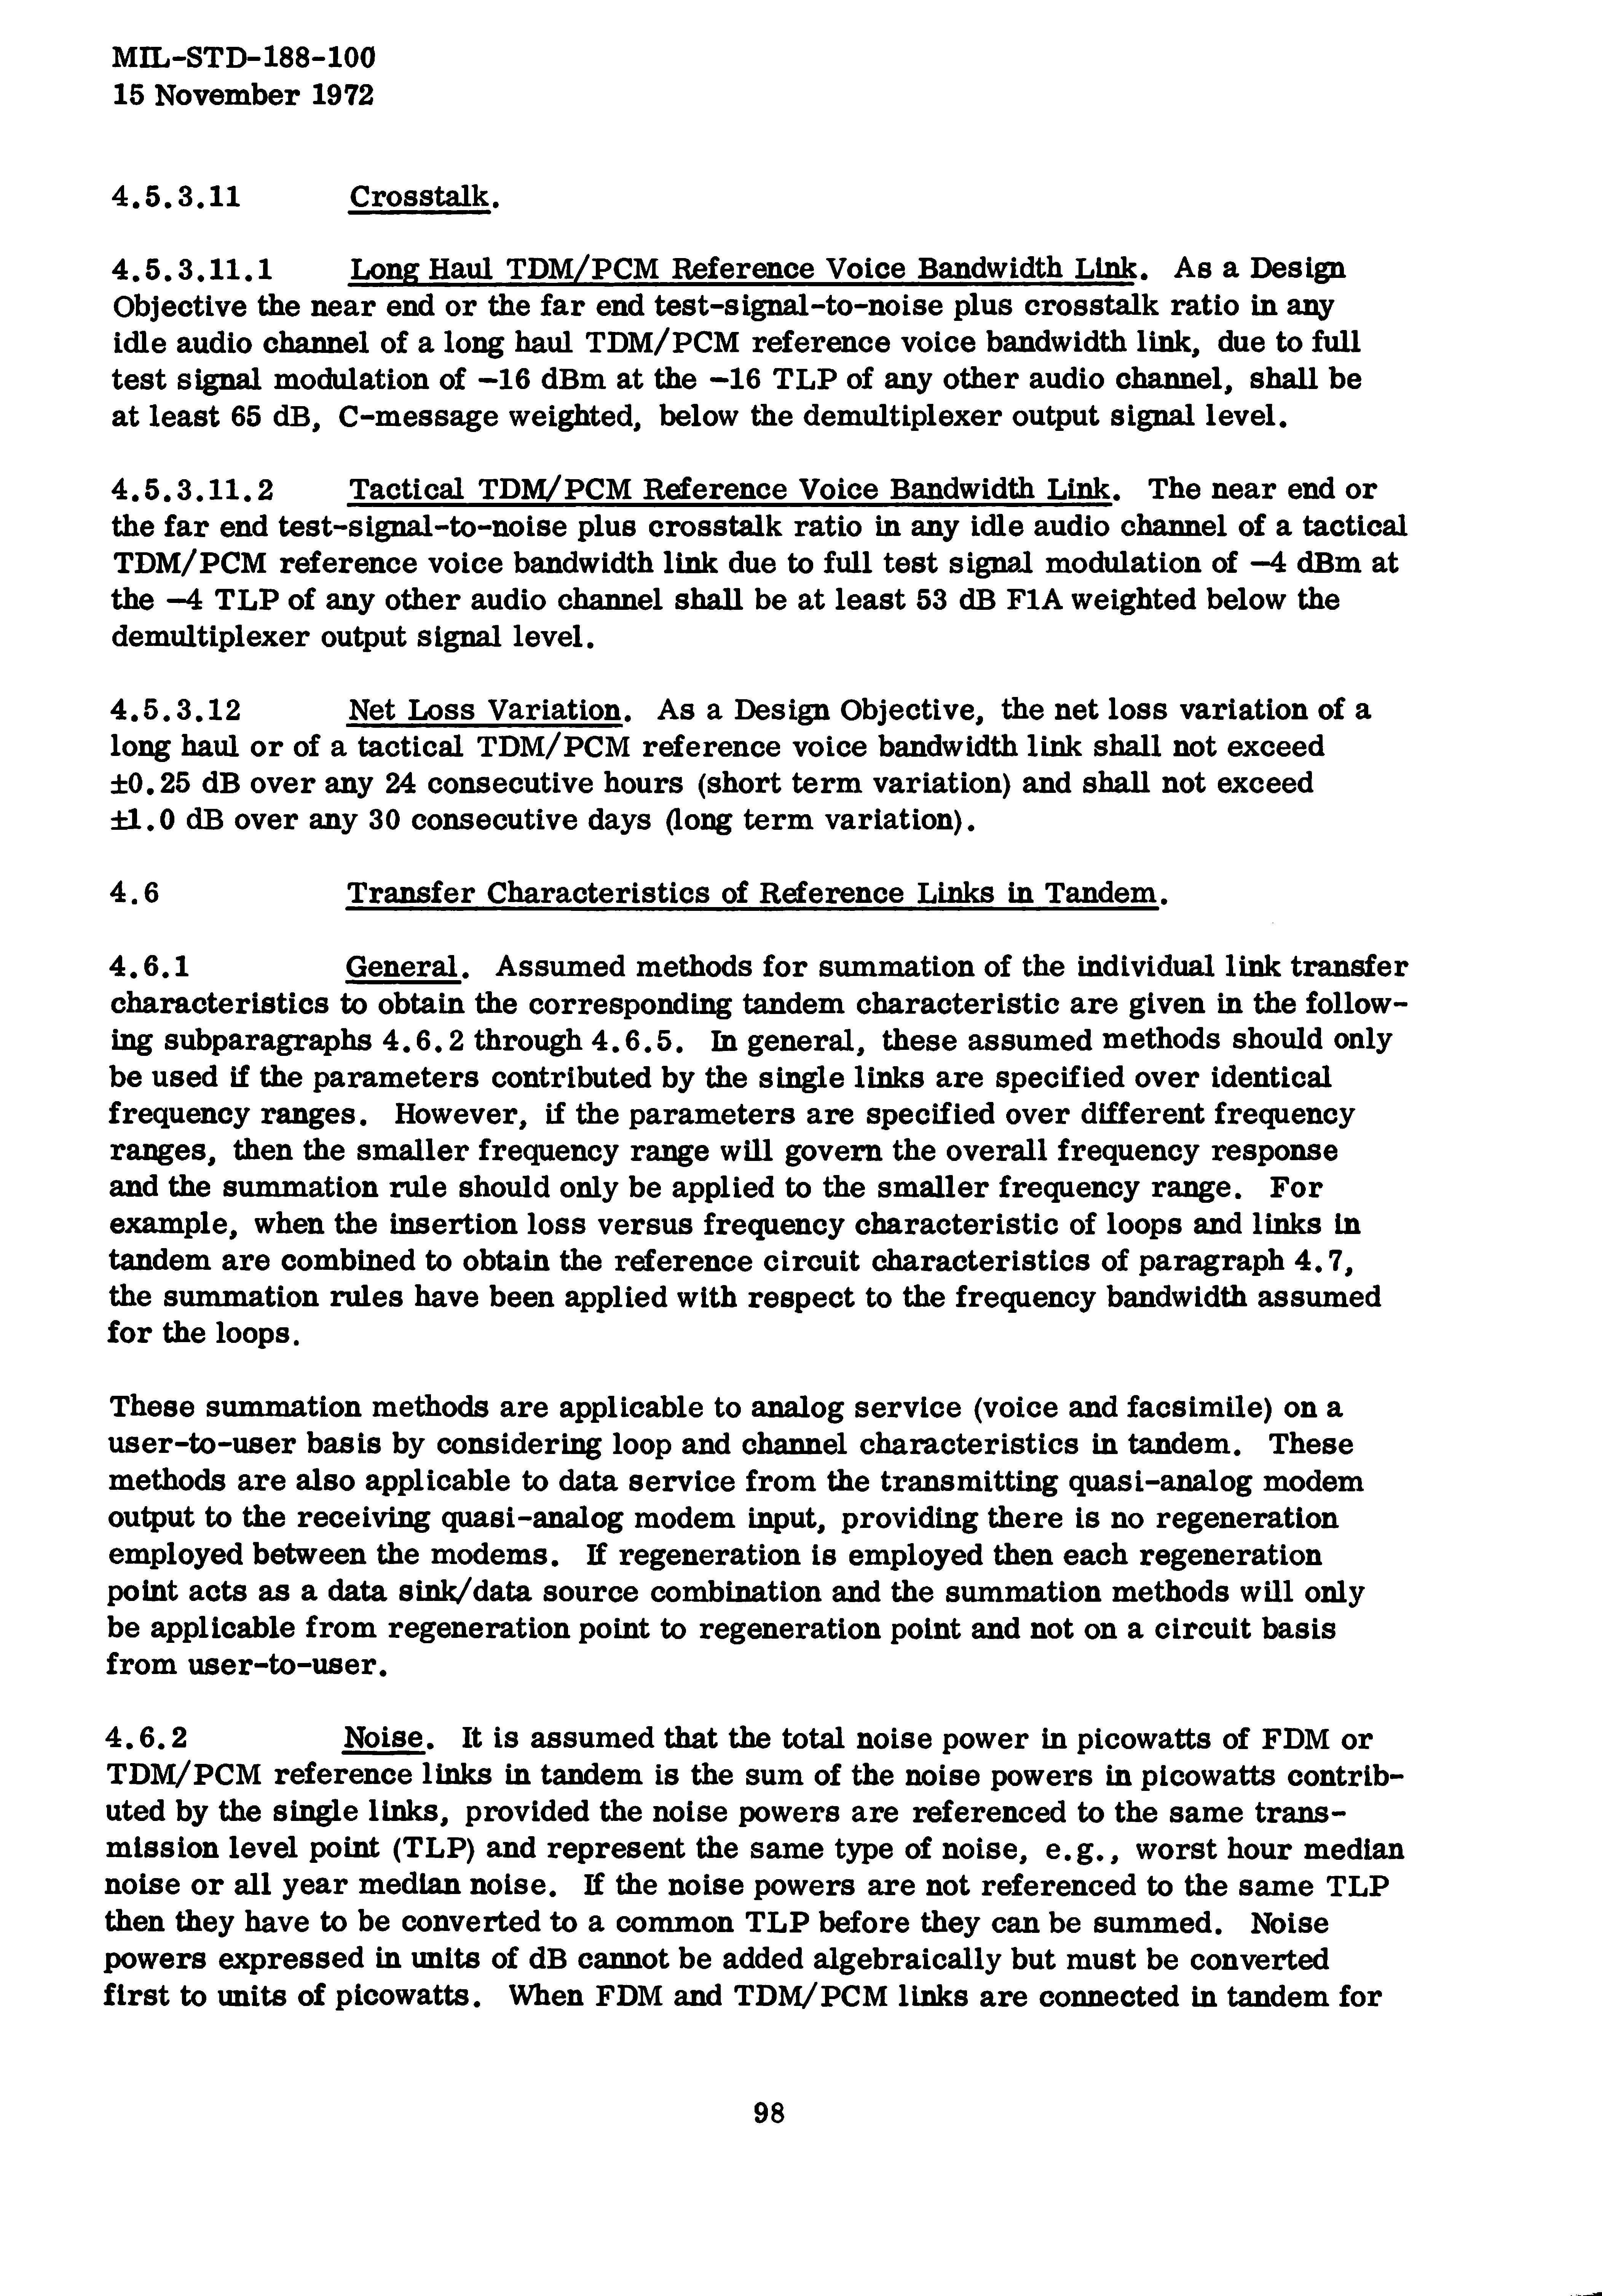 MIL-STD-188-100
15 November 1972
4.5.3.11 Crosstalk.
4.5.3.11.1 Long Haul TDM/PCM Reference Voice Bandwidth Link. As a Design
Objective the near end or the far end test-signal-to-noise plus crosstalk ratio in any
idle audio channel of a long haul TDM/PCM reference voice bandwidth link, due to full
test signal modulation of -16 dBm at the -16 TLP of any other audio channel, shall be
at least 65 dB, C-message weighted, below the demultiplexer output signal level.
4.5.3.11.2 Tactical TDM/PCM Reference Voice Bandwidth Link. The near end or
the far end test-signal-to-noise plus crosstalk ratio in any idle audio channel of a tactical
TDM/PCM reference voice bandwidth link due to full test signal modulation of -4 dBm at
the -4 TLP of any other audio channel shall be at least 53 dB F1A weighted below the
demultiplexer output signal level.
4.5.3.12 Net Loss Variation. As a Design Objective, the net loss variation of a
long haul or of a tactical TDM/PCM reference voice bandwidth link shall not exceed
±0.25 dB over any 24 consecutive hours (short term variation) and shall not exceed
±1.0 dB over any 30 consecutive days (long term variation).
4.6 Transfer Characteristics of Reference Links in Tandem.
4.6.1 General. Assumed methods for summation of the individual link transfer
characteristics to obtain the corresponding tandem characteristic are given in the follow-
ing subparagraphs 4.6.2 through 4.6.5. In general, these assumed methods should only
be used if the parameters contributed by the single links are specified over identical
frequency ranges. However, if the parameters are specified over different frequency
ranges, then the smaller frequency range will govern the overall frequency response
and the summation rule should only be applied to the smaller frequency range. For
example, when the insertion loss versus frequency characteristic of loops and links in
tandem are combined to obtain the reference circuit characteristics of paragraph 4.7,
the summation rules have been applied with respect to the frequency bandwidth assumed
for the loops.
These summation methods are applicable to analog service (voice and facsimile) on a
user-to-user basis by considering loop and channel characteristics in tandem. These
methods are also applicable to data service from the transmitting quasi-analog modem
output to the receiving quasi-analog modem input, providing there is no regeneration
employed between the modems. If regeneration is employed then each regeneration
point acts as a data sink/data source combination and the summation methods will only
be applicable from regeneration point to regeneration point and not on a circuit basis
from user-to-user.
4.6.2 Noise. It is assumed that the total noise power in picowatts of FDM or
TDM/PCM reference links in tandem is the sum of the noise powers in picowatts contrib-
uted by the single links, provided the noise powers are referenced to the same trans-
mission level point (TLP) and represent the same type of noise, e.g., worst hour median
noise or all year median noise. If the noise powers are not referenced to the same TLP
then they have to be converted to a common TLP before they can be summed. Noise
powers expressed in units of dB cannot be added algebraically but must be converted
first to units of picowatts. When FDM and TDM/PCM links are connected in tandem for
98